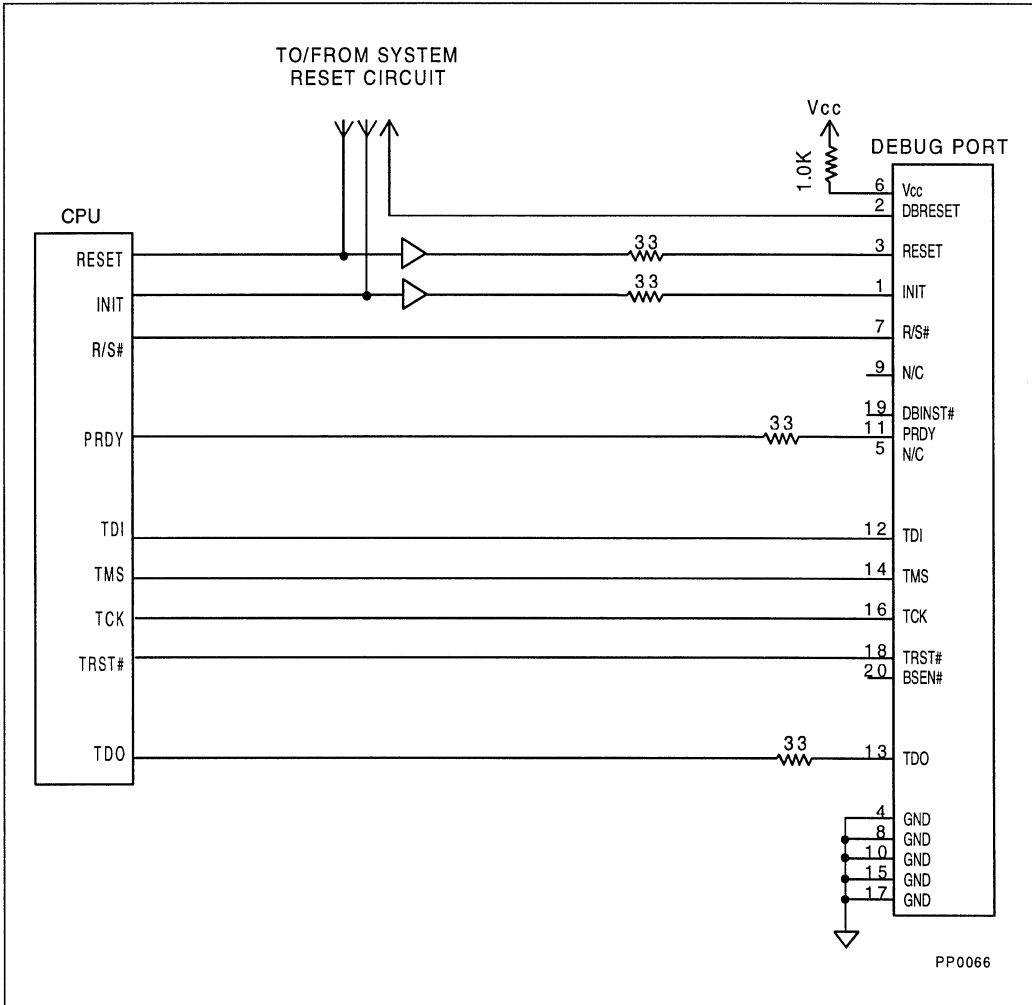 TO/FROM SYSTEM
RESET CIRCUIT
Vcc
1.0K
DEBUG PORT
CPU
6 Vcc
2 DBRESET
RESET 33 3 RESET
INIT 33 1 INIT
R/S# 7 R/S#
9 N/C
19 DBINST#
PRDY 33 11 PRDY
5 N/C
TDI 12 TDI
TMS 14 TMS
TCK 16 TCK
TRST# 18 TRST#
20 BSEN#
TDO 33 13 TDO
4 GND
8 GND
10 GND
15 GND
17 GND
PP0066